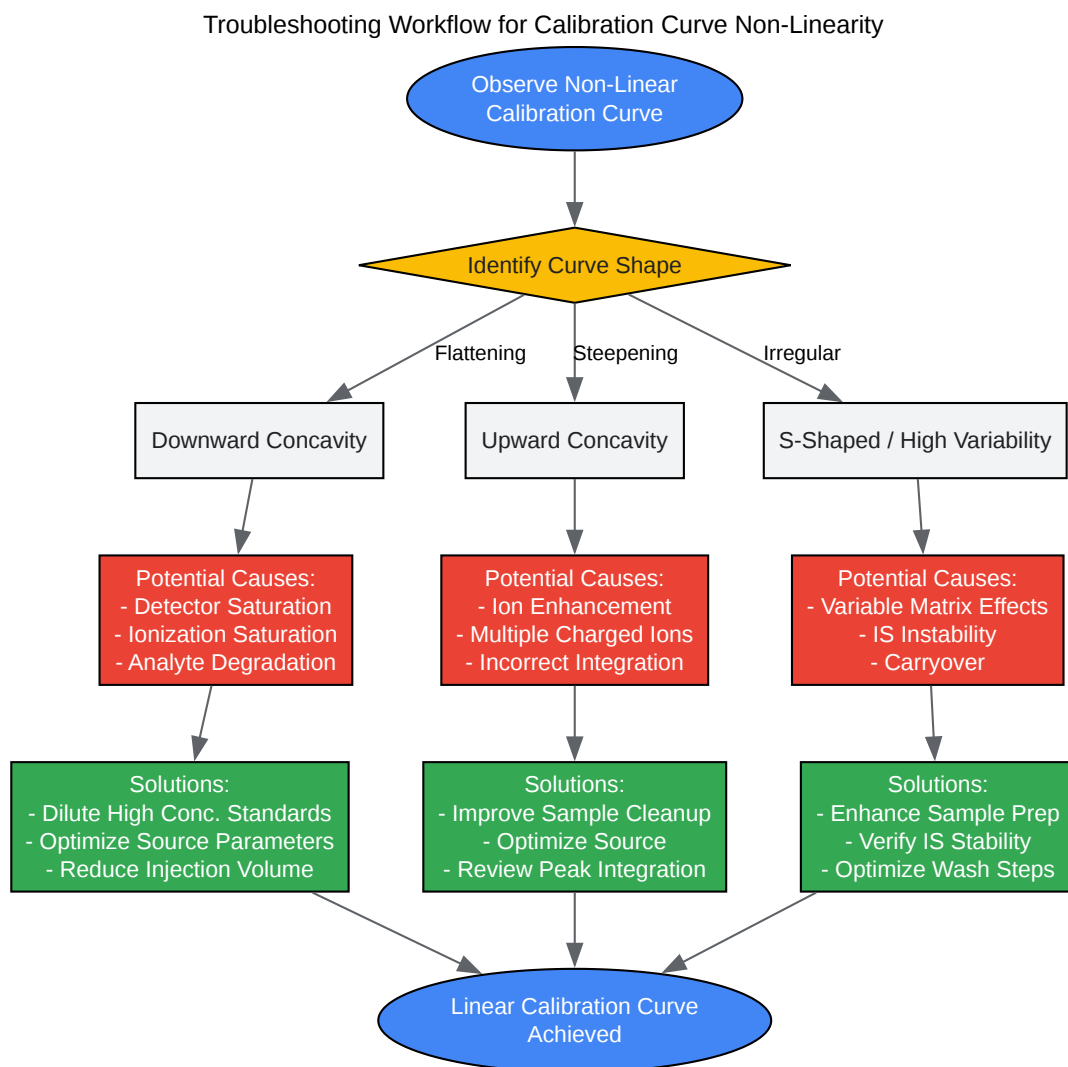 Troubleshooting Workflow for Calibration Curve Non-Linearity
Observe Non-Linear
Calibration Curve
Identify Curve Shape
Flattening
Steepening
Irregular
Downward Concavity
Upward Concavity
S-Shaped / High Variability
Potential Causes:
- Detector Saturation
- Ionization Saturation
- Analyte Degradation
Potential Causes:
- Ion Enhancement
- Multiple Charged Ions
- Incorrect Integration
Potential Causes:
- Variable Matrix Effects
- IS Instability
- Carryover
Solutions:
- Dilute High Conc. Standards
- Optimize Source Parameters
- Reduce Injection Volume
Solutions:
- Improve Sample Cleanup
- Optimize Source
- Review Peak Integration
Solutions:
- Enhance Sample Prep
- Verify IS Stability
- Optimize Wash Steps
Linear Calibration Curve
Achieved